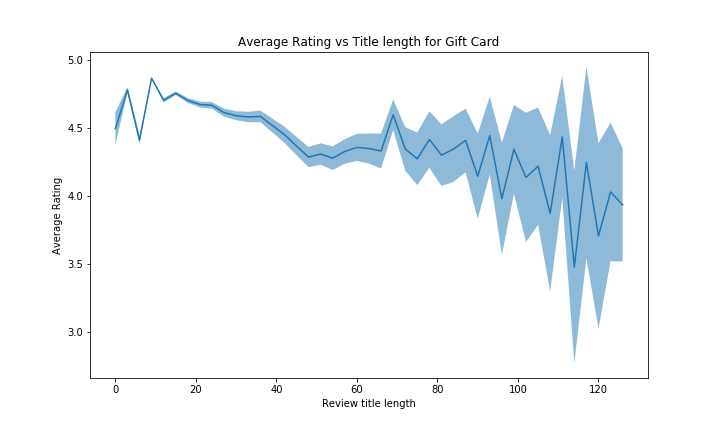 Average Rating vs Title length for Gift Card
5.0
4.5
4.0
3.5
3.0
Average Rating
0 20 40 60 80 100 120
Review title length